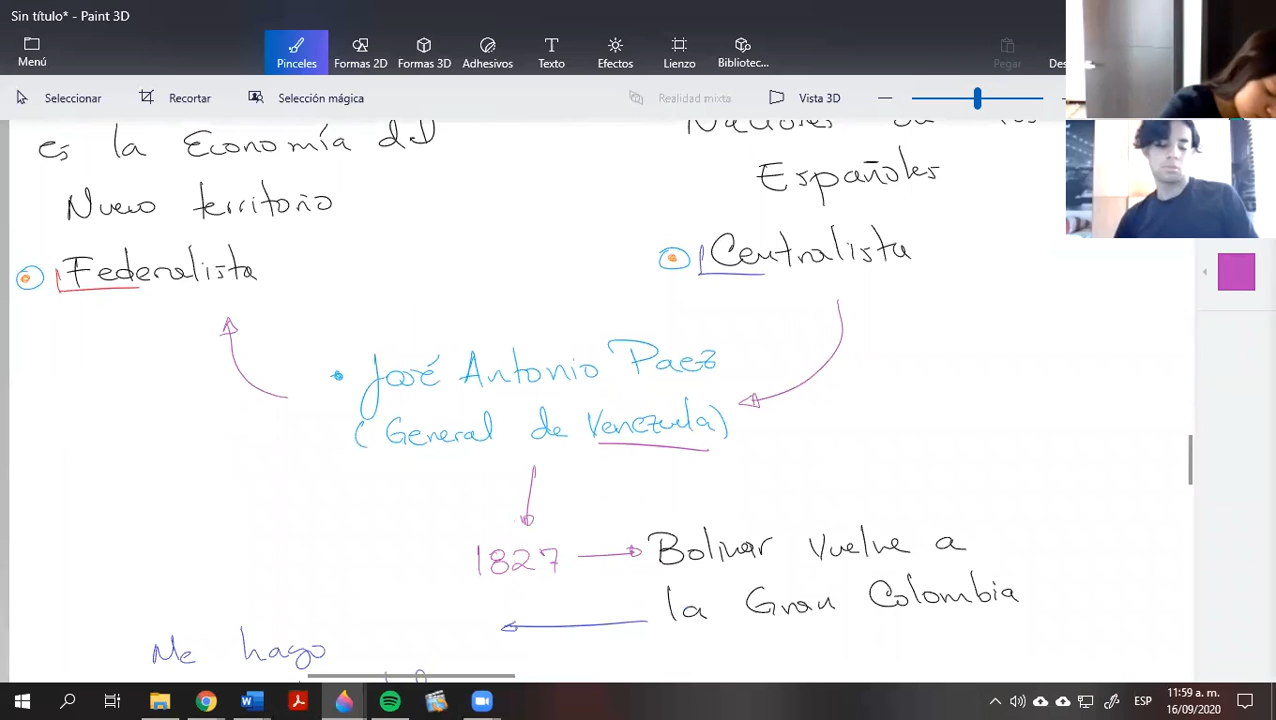 Sin título* - Paint 3D
Menú
Pinceles
Formas 2D
Formas 3D
Adhesivos
Texto
Efectos
Lienzo
Bibliotec...
Pegar
Des
Seleccionar
Recortar
Selección mágica
Realidad mixta
Vista 3D
es la Economía del
Nuevo territorio
Federalista
Naciones
Españoles
Centralista
José Antonio Paez
(General de Venezuela)
1827
Bolivar vuelve a
la Gran Colombia
Me hago
ESP
11:59 a. m.
16/09/2020